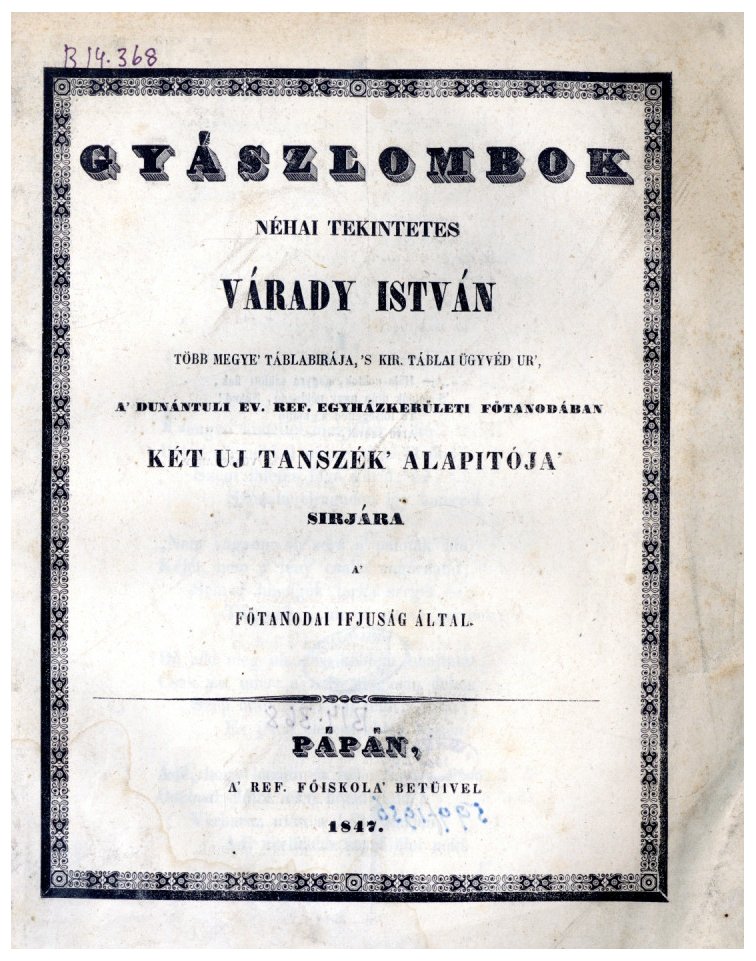 B 14.368
GYÁSZLOMBOK
NÉHAI TEKINTETES
VÁRADY ISTVÁN
TÖBB MEGYE' TÁBLABIRÁJA, 'S KIR. TÁBLAI ÜGYVÉD UR',
A' DUNÁNTULI EV. REF. EGYHÁZKERÜLETI FŐTANODÁBAN
KÉT UJ TANSZÉK' ALAPITÓJA'
SIRJÁRA
A'
FŐTANODAI IFJUSÁG ÁLTAL.
PÁPÁN,
A' REF. FŐISKOLA' BETÜIVEL
1847.